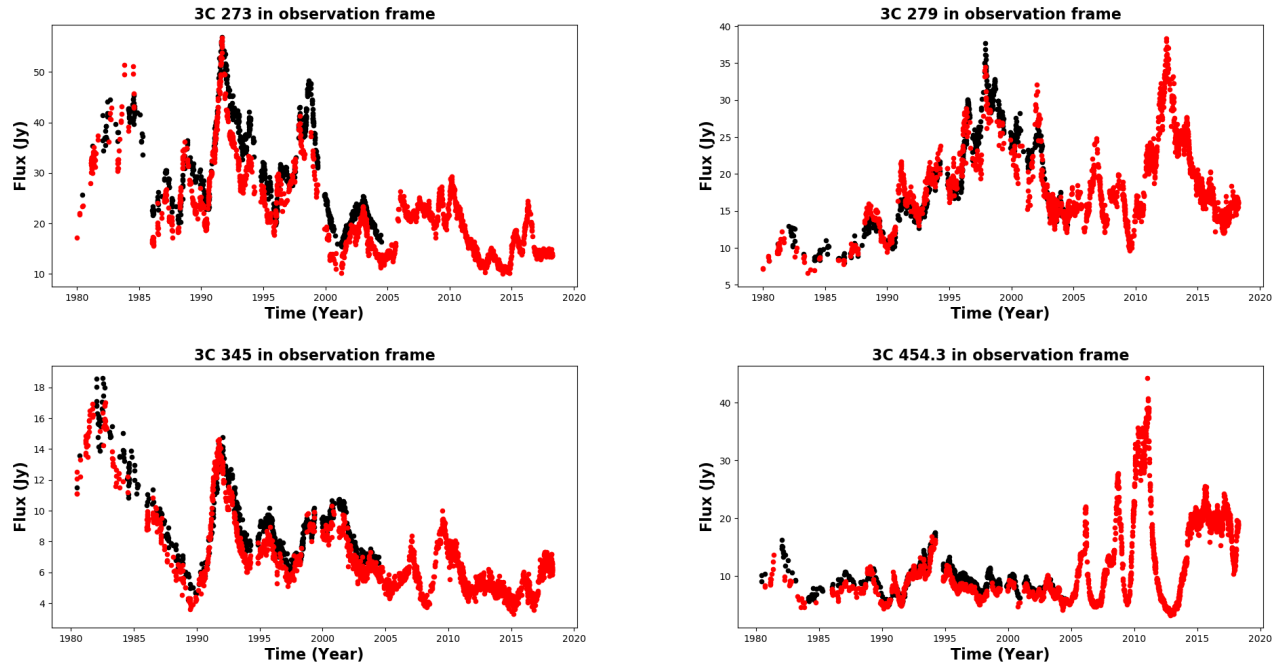 3C 273 in observation frame
50
40
30
20
10
Flux (Jy)
1980 1985 1990 1995 2000 2005 2010 2015 2020
Time (Year)
3C 279 in observation frame
40
35
30
25
20
15
10
5
Flux (Jy)
1980 1985 1990 1995 2000 2005 2010 2015 2020
Time (Year)
3C 345 in observation frame
18
16
14
12
10
8
6
4
Flux (Jy)
1980 1985 1990 1995 2000 2005 2010 2015 2020
Time (Year)
3C 454.3 in observation frame
40
30
20
10
Flux (Jy)
1980 1985 1990 1995 2000 2005 2010 2015 2020
Time (Year)